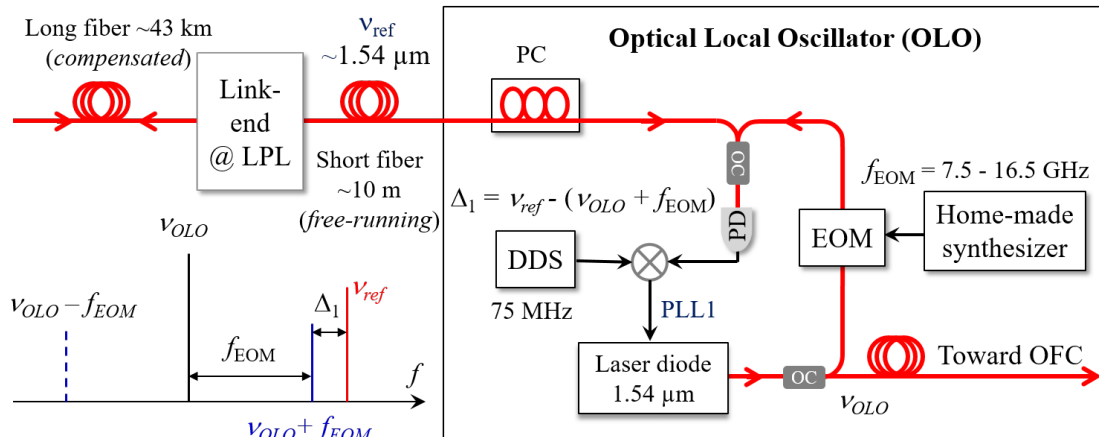 Long fiber ~43 km
(compensated)
Link-
end
@ LPL
ν_ref
~1.54 µm
Short fiber
~10 m
(free-running)
Optical Local Oscillator (OLO)
PC
OC
PD
Δ₁ = ν_ref - (ν_OLO + f_EOM)
DDS
75 MHz
PLL1
Laser diode
1.54 µm
OC
EOM
f_EOM = 7.5 - 16.5 GHz
Home-made
synthesizer
Toward OFC
ν_OLO
ν_OLO
ν_OLO – f_EOM
f_EOM
Δ₁
ν_ref
f
ν_OLO + f_EOM